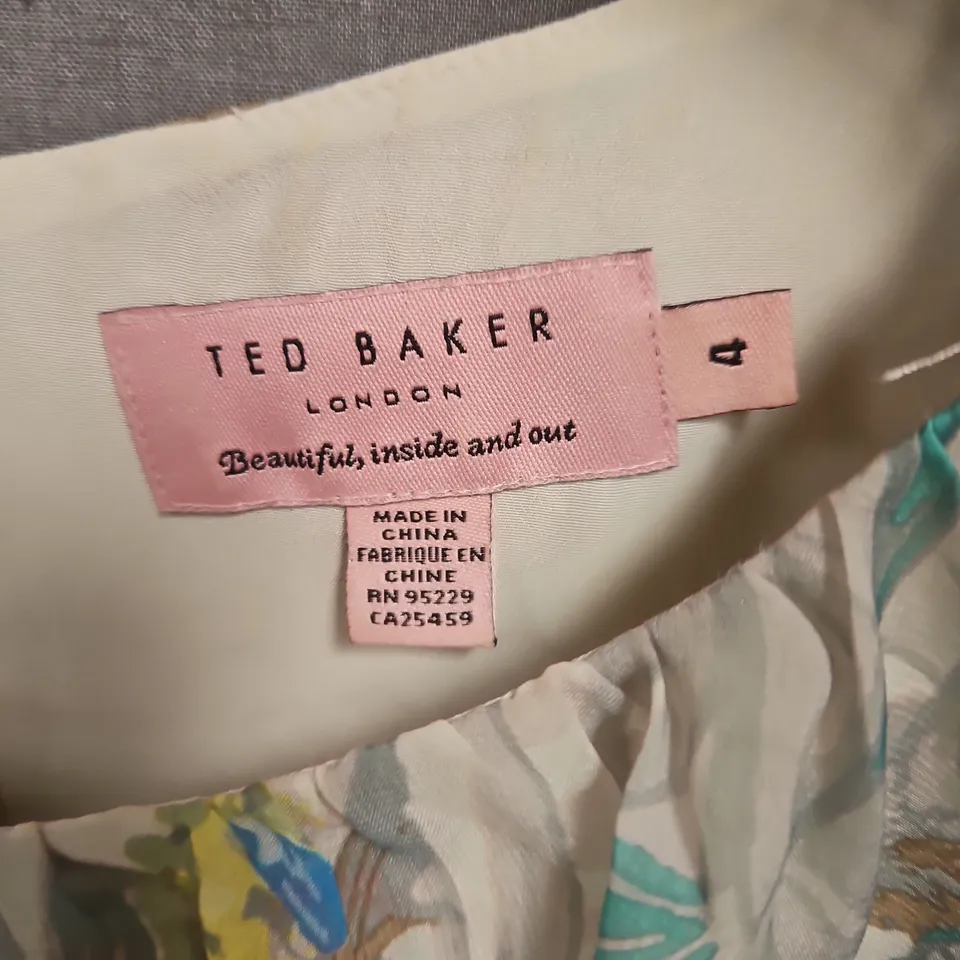 TED BAKER
LONDON
Beautiful, inside and out
4
MADE IN
CHINA
FABRIQUE EN
CHINE
RN 95229
CA25459